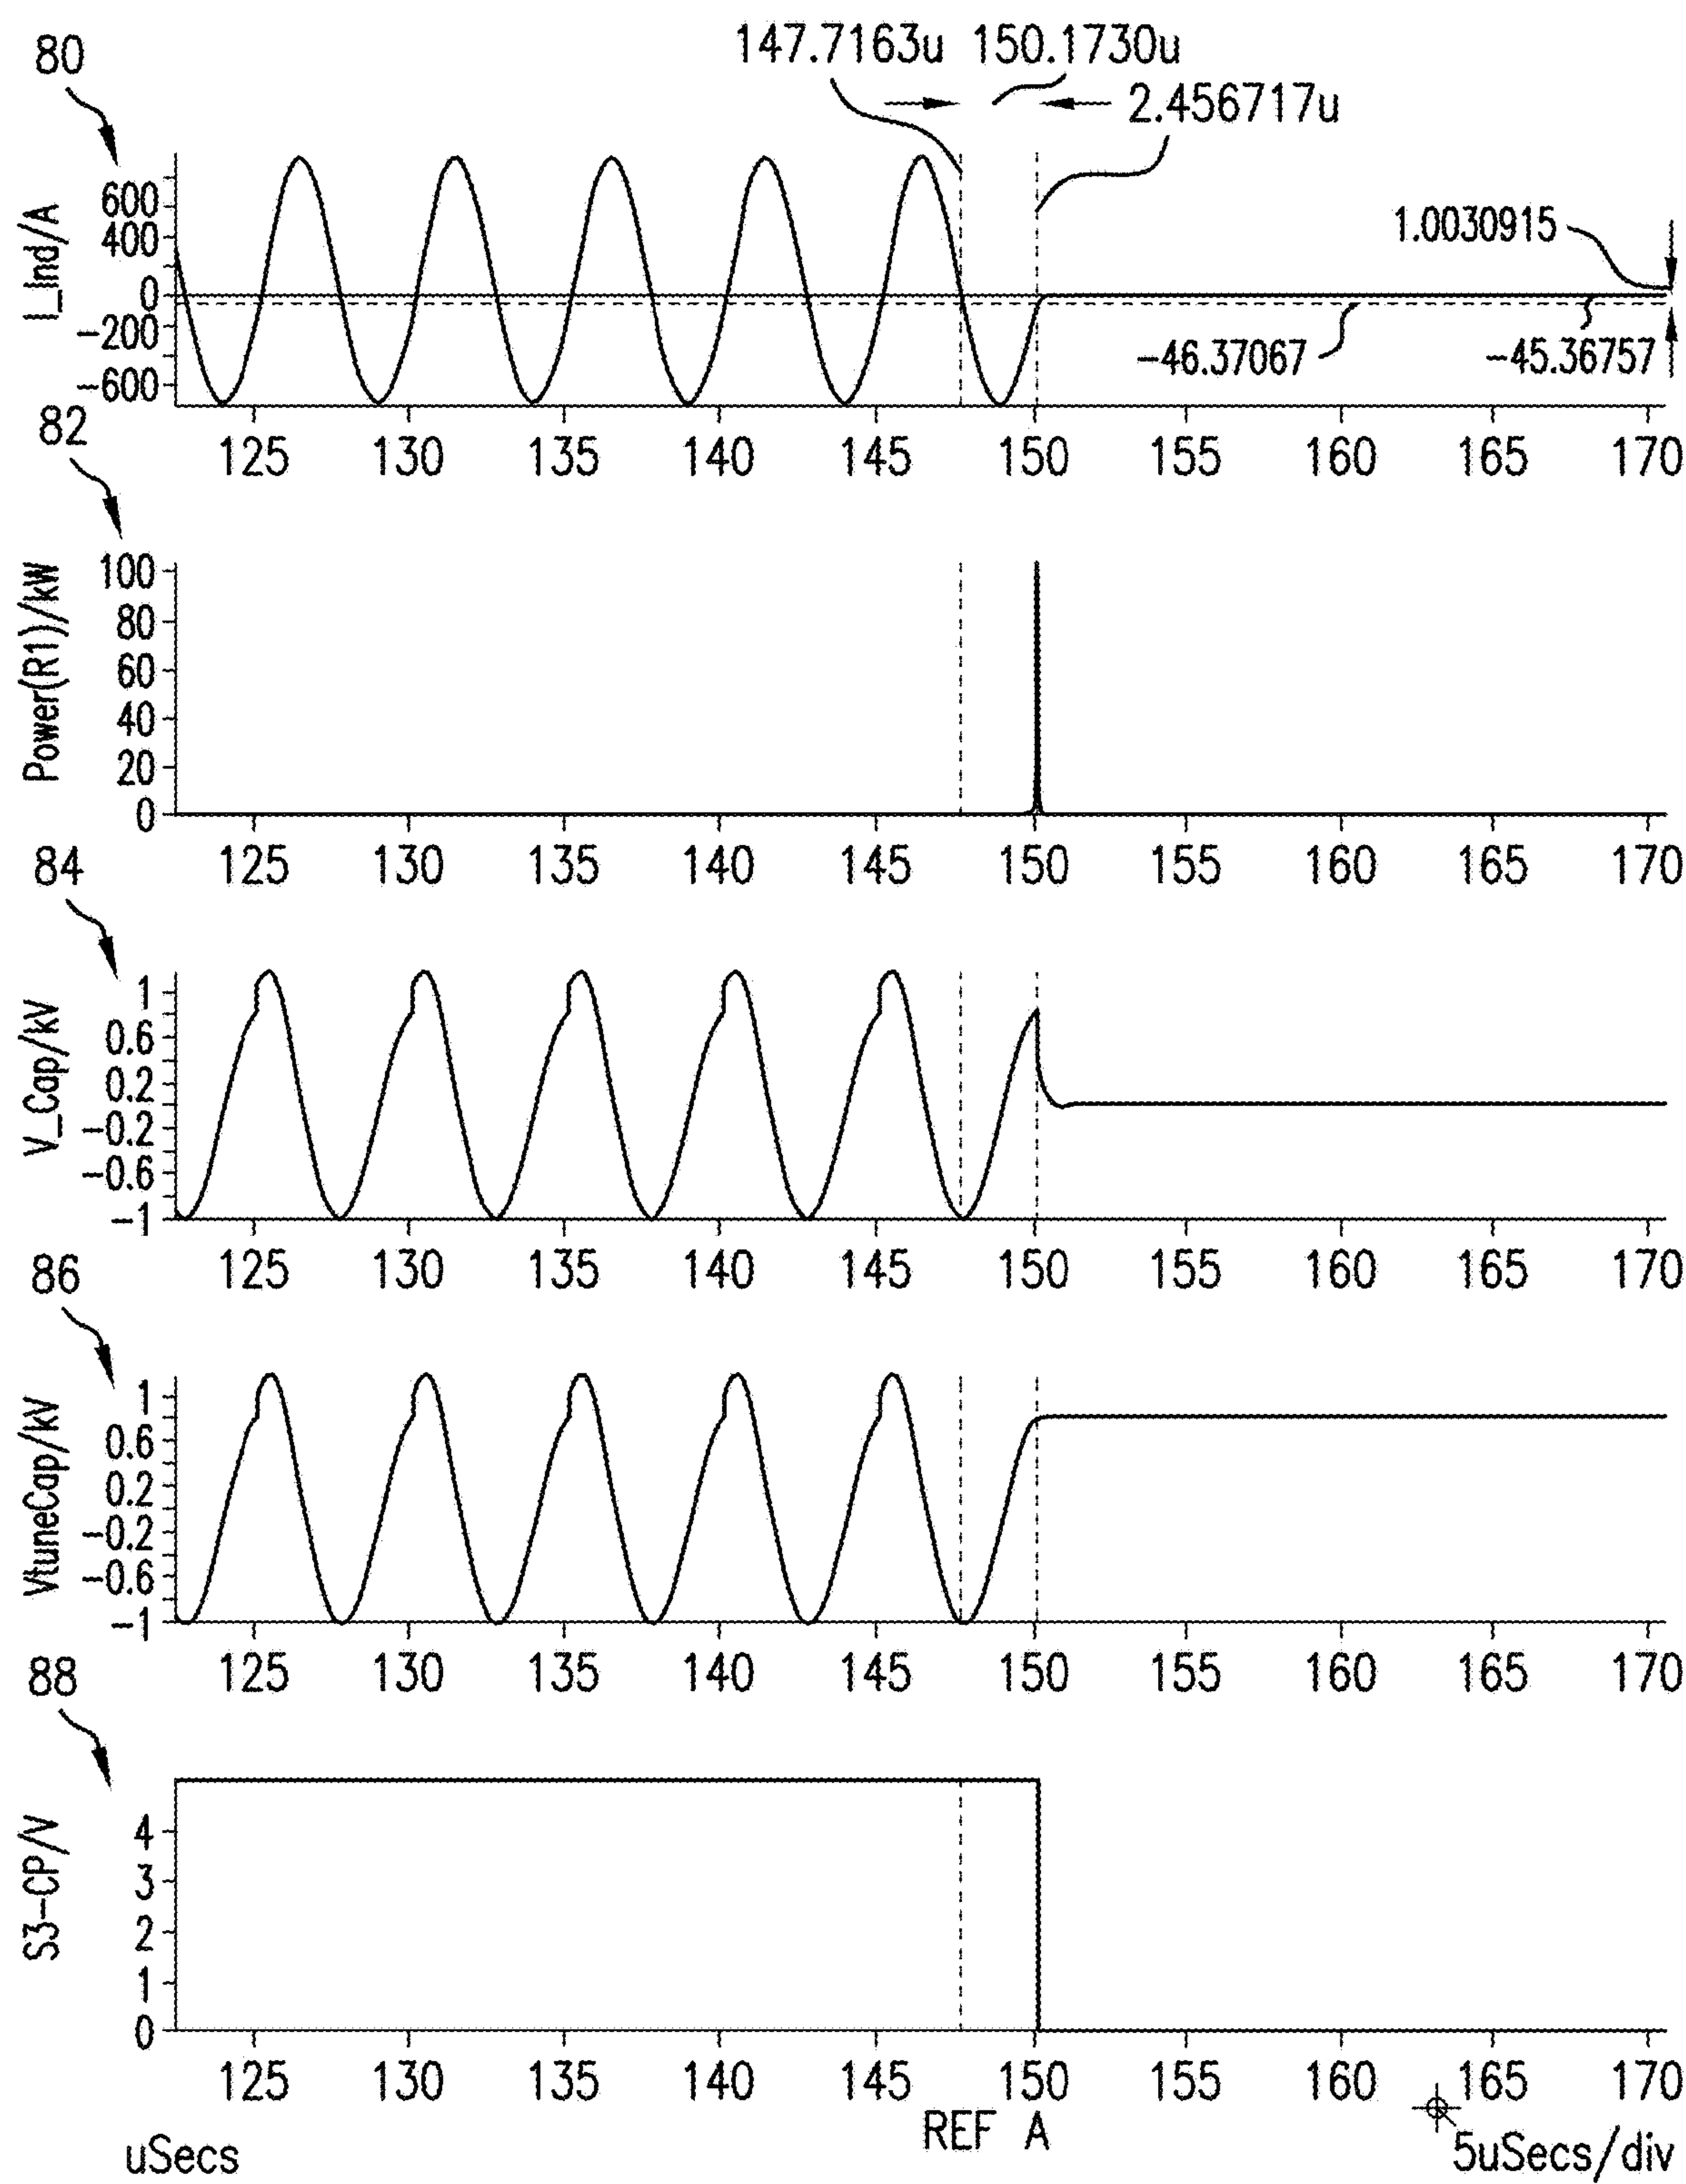 147.7163u 150.1730u
2.456717u
80
I_Ind/A
600
400
0
−200
−600
1.0030915
−46.37067
−45.36757
125 130 135 140 145 150 155 160 165 170
82
Power(R1)/kW
100
80
60
40
20
0
125 130 135 140 145 150 155 160 165 170
84
V_Cap/kV
1
0.6
0.2
−0.2
−0.6
−1
125 130 135 140 145 150 155 160 165 170
86
VtuneCap/kV
1
0.6
0.2
−0.2
−0.6
−1
125 130 135 140 145 150 155 160 165 170
88
S3-CP/V
4
3
2
1
0
125 130 135 140 145 150 155 160 165 170
uSecs
REF A
5uSecs/div